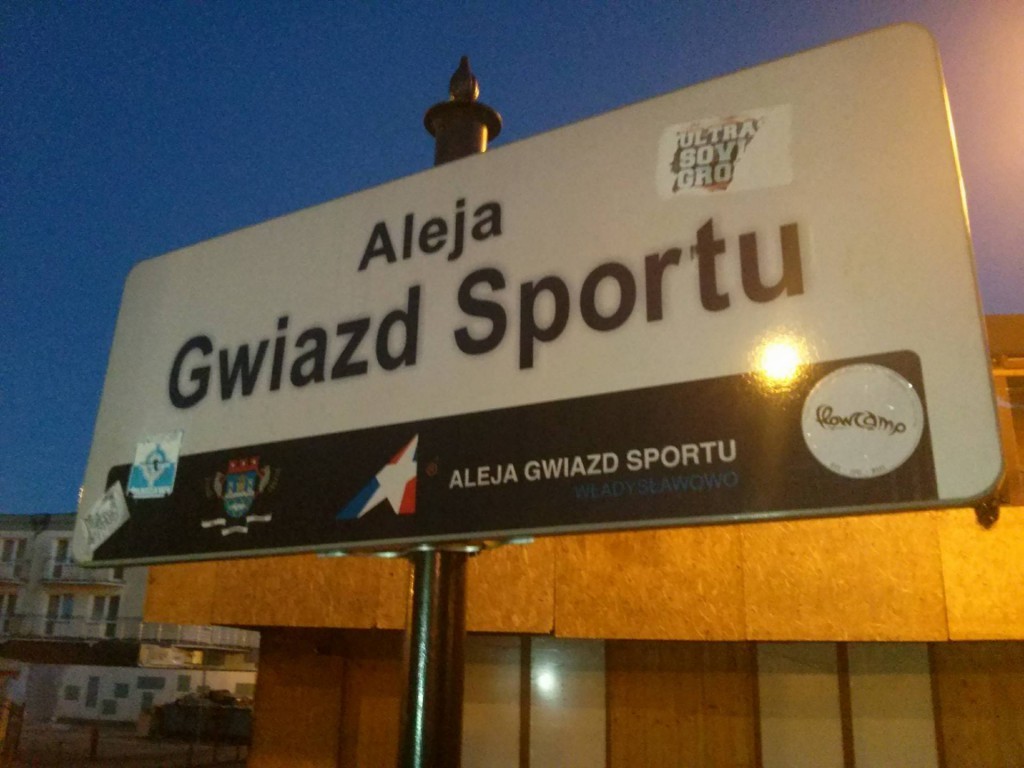 ULTRA
SOVI
GRO
Aleja
Gwiazd Sportu
flowcamp
ALEJA GWIAZD SPORTU
WŁADYSŁAWOWO